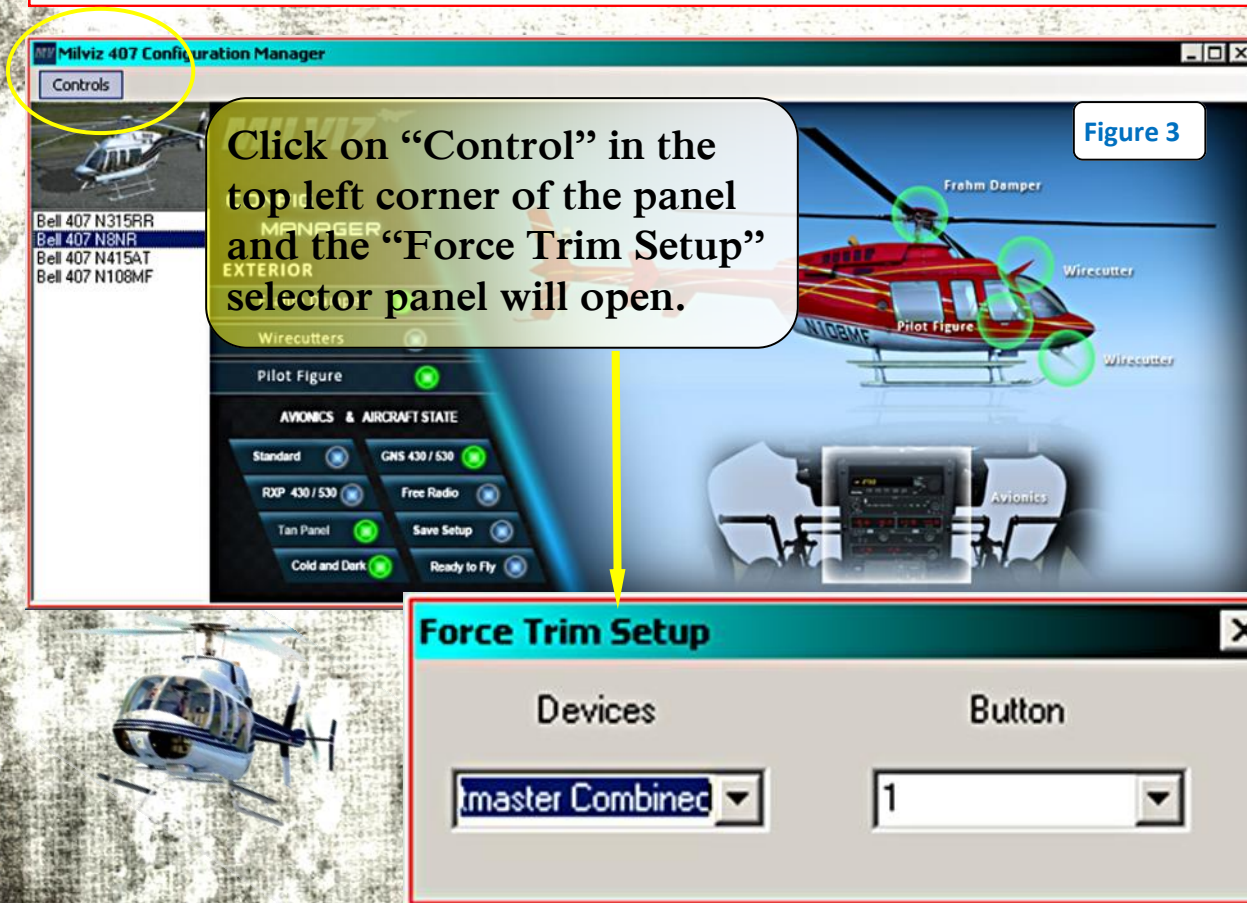 Milviz 407 Configuration Manager
Controls
Figure 3
Click on “Control” in the
top left corner of the panel
and the “Force Trim Setup”
selector panel will open.
MILVIZ
MANAGER
Bell 407 N315RR
Bell 407 N8NR
Bell 407 N415AT
Bell 407 N108MF
EXTERIOR
Wirecutters
Pilot Figure
AVIONICS & AIRCRAFT STATE
Standard
GNS 430 / 530
RXP 430 / 530
Free Radio
Tan Panel
Save Setup
Cold and Dark
Ready to Fly
Frahm Damper
Wirecutter
Pilot Figure
N108MF
Wirecutter
Avionics
Force Trim Setup
Devices
Button
tmaster Combined
1